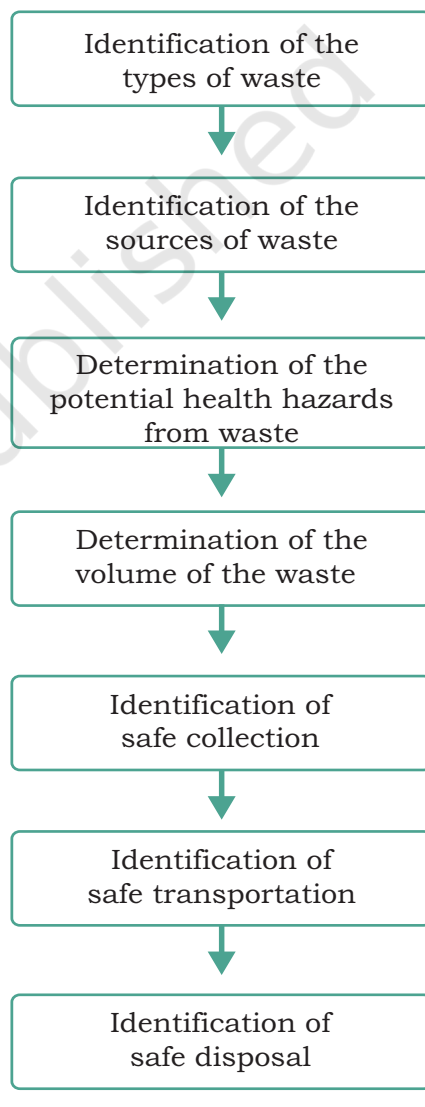 Identification of the
types of waste
Identification of the
sources of waste
Determination of the
potential health hazards
from waste
Determination of the
volume of the waste
Identification of
safe collection
Identification of
safe transportation
Identification of
safe disposal